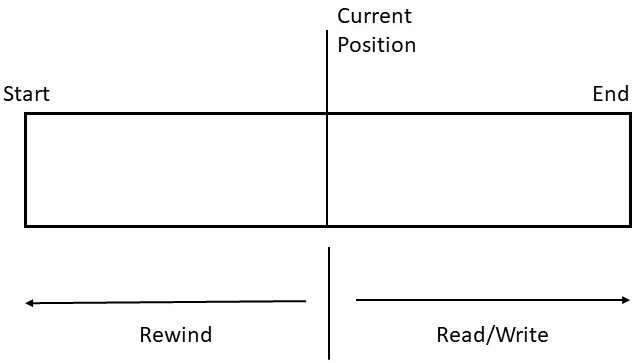 Current
Position
Start
End
Rewind
Read/Write